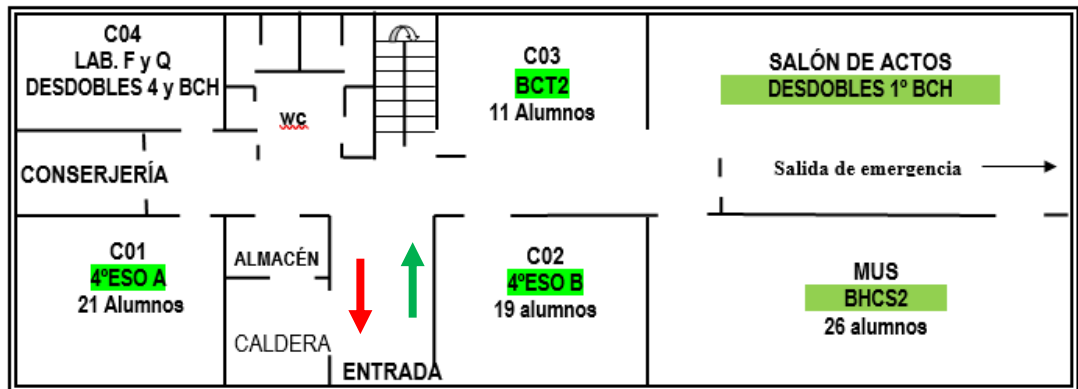 C04
LAB. F y Q
DESDOBLES 4 y BCH
wc
C03
BCT2
11 Alumnos
SALÓN DE ACTOS
DESDOBLES 1º BCH
CONSERJERÍA
Salida de emergencia
C01
4ºESO A
21 Alumnos
ALMACÉN
CALDERA
ENTRADA
C02
4ºESO B
19 alumnos
MUS
BHCS2
26 alumnos